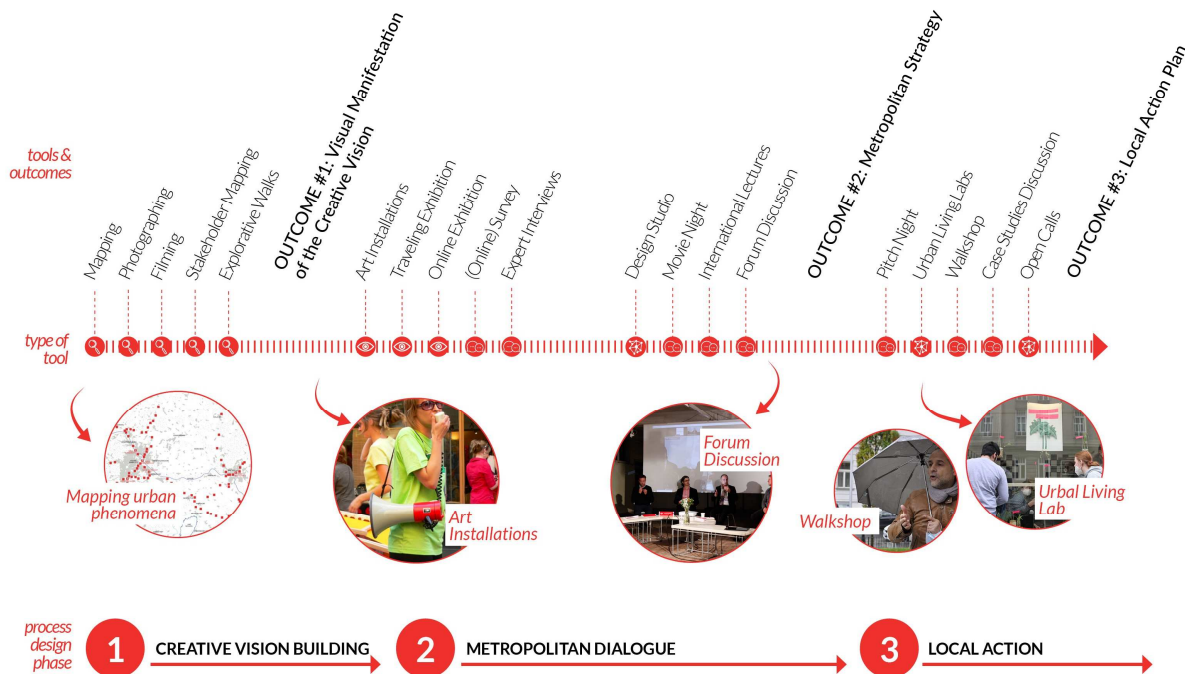 tools &
outcomes
Mapping
Photographing
Filming
Stakeholder Mapping
Explorative Walks
OUTCOME #1: Visual Manifestation
of the Creative Vision
Art Installations
Traveling Exhibition
Online Exhibition
(Online) Survey
Expert Interviews
Design Studio
Movie Night
International Lectures
Forum Discussion
OUTCOME #2: Metropolitan Strategy
Pitch Night
Urban Living Labs
Walkshop
Case Studies Discussion
Open Calls
OUTCOME #3: Local Action Plan
type of
tool
Mapping urban
phenomena
Art
Installations
Forum
Discussion
Walkshop
Urbal Living
Lab
process
design
phase
1 CREATIVE VISION BUILDING
2 METROPOLITAN DIALOGUE
3 LOCAL ACTION